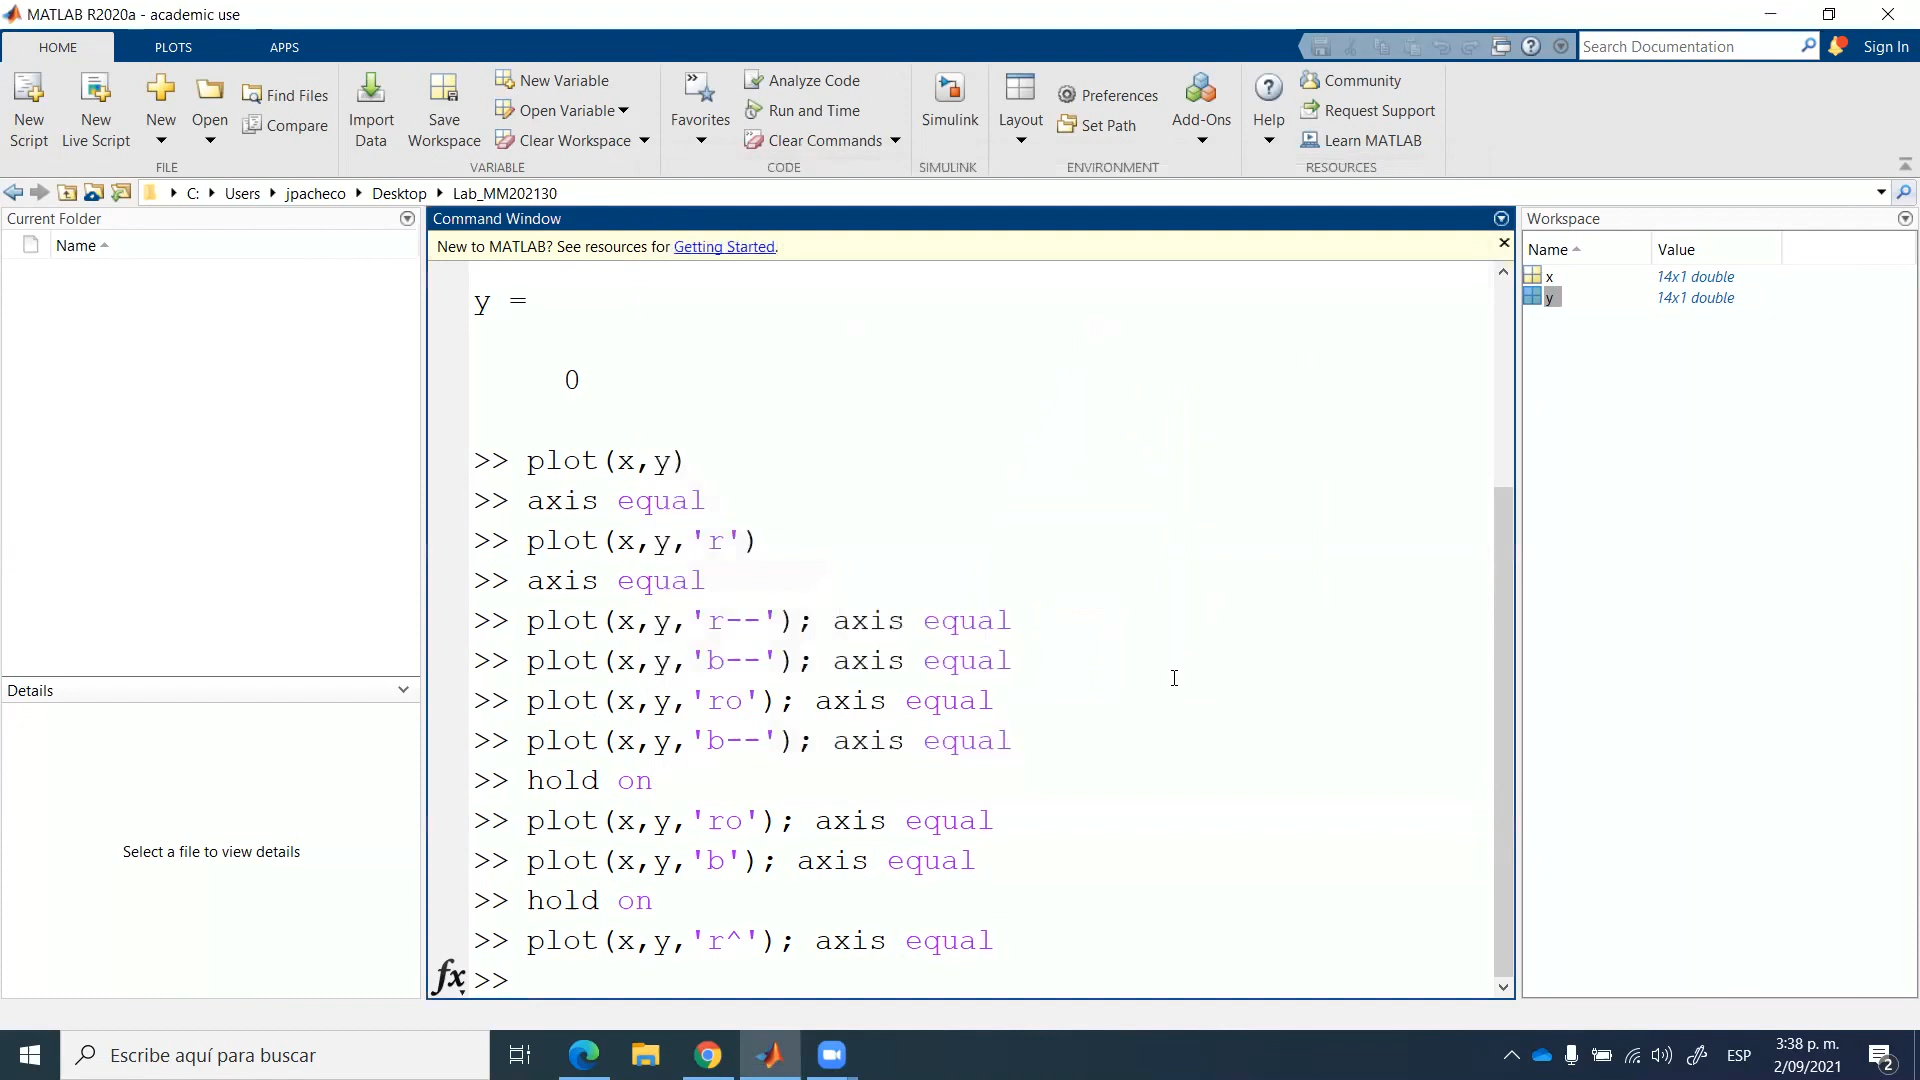 MATLAB R2020a - academic use
HOME PLOTS APPS
Search Documentation
Sign In
New Script
New Live Script
New
Open
Find Files
Compare
FILE
Import Data
Save Workspace
New Variable
Open Variable
Clear Workspace
VARIABLE
Favorites
Analyze Code
Run and Time
Clear Commands
CODE
Simulink
SIMULINK
Layout
Preferences
Set Path
Add-Ons
ENVIRONMENT
Help
Community
Request Support
Learn MATLAB
RESOURCES
C: Users jpacheco Desktop Lab_MM202130
Current Folder
Name
Details
Select a file to view details
Command Window
New to MATLAB? See resources for Getting Started.
y =
0
>> plot(x,y)
>> axis equal
>> plot(x,y,'r')
>> axis equal
>> plot(x,y,'r--'); axis equal
>> plot(x,y,'b--'); axis equal
>> plot(x,y,'ro'); axis equal
>> plot(x,y,'b--'); axis equal
>> hold on
>> plot(x,y,'ro'); axis equal
>> plot(x,y,'b'); axis equal
>> hold on
>> plot(x,y,'r^'); axis equal
fx >>
Workspace
Name Value
x 14x1 double
y 14x1 double
Escribe aquí para buscar
ESP
3:38 p. m.
2/09/2021
2